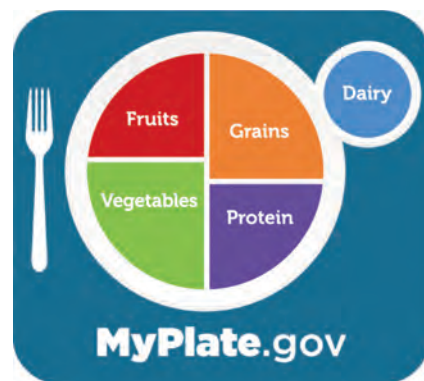 Dairy
Fruits
Grains
Vegetables
Protein
MyPlate.gov